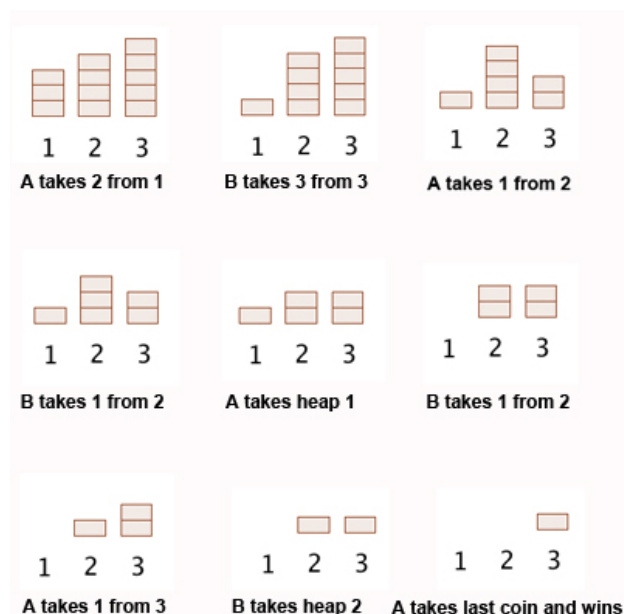 1 2 3
A takes 2 from 1
1 2 3
B takes 3 from 3
1 2 3
A takes 1 from 2
1 2 3
B takes 1 from 2
1 2 3
A takes heap 1
1 2 3
B takes 1 from 2
1 2 3
A takes 1 from 3
1 2 3
B takes heap 2
1 2 3
A takes last coin and wins